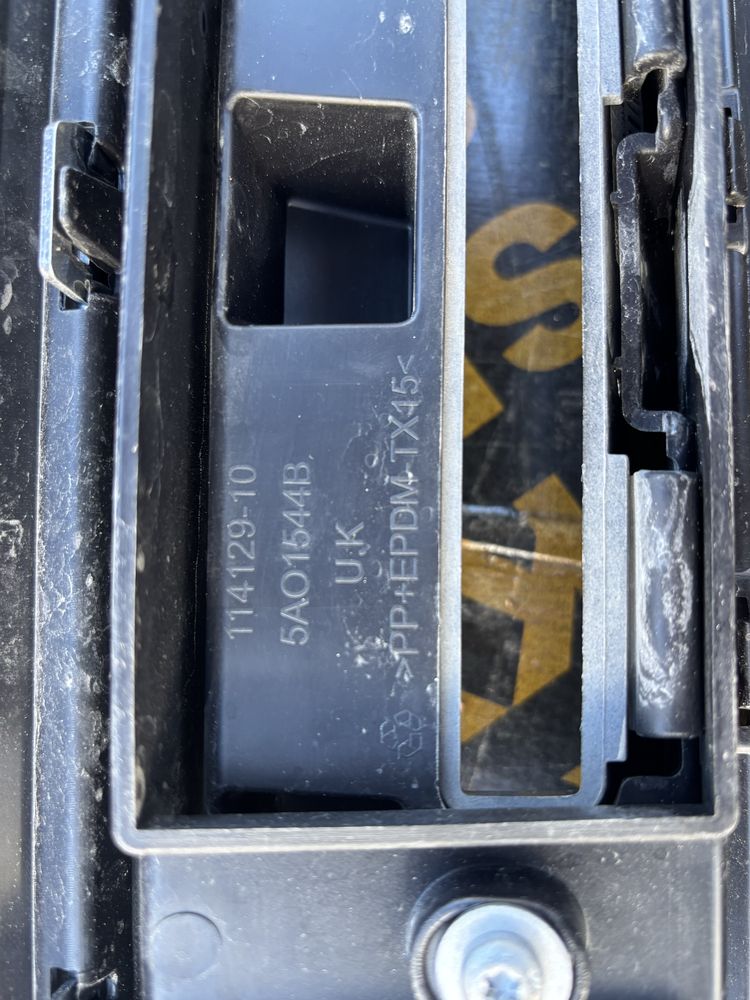 114129-10
5AO1544B
U.K
>PP+EPDM-TX15<